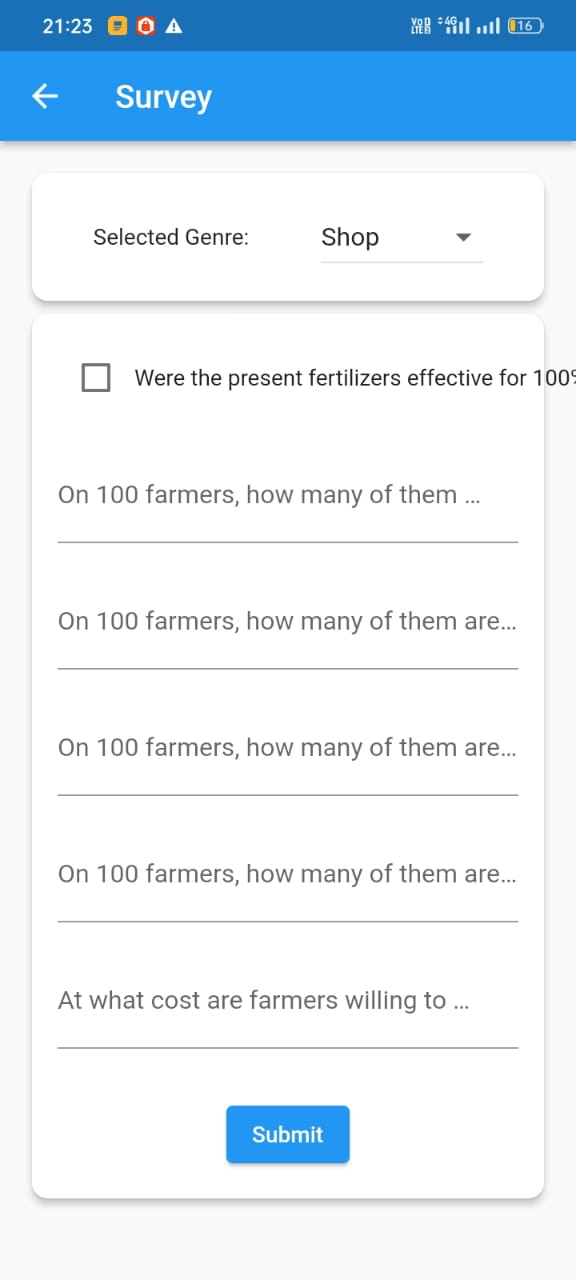 21:23
Vo LTE 4G 16
Survey
Selected Genre: Shop
Were the present fertilizers effective for 100%
On 100 farmers, how many of them ...
On 100 farmers, how many of them are...
On 100 farmers, how many of them are...
On 100 farmers, how many of them are...
At what cost are farmers willing to ...
Submit